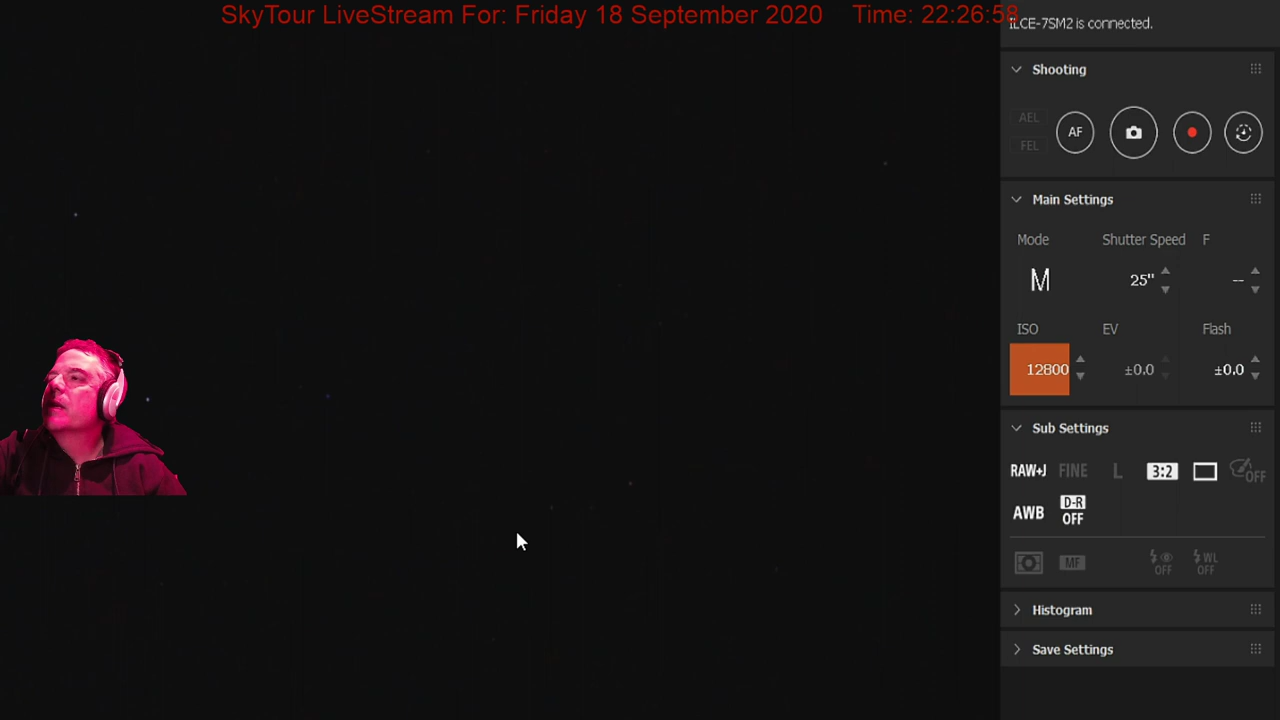 SkyTour LiveStream For: Friday 18 September 2020 Time: 22:26:58
ILCE-7SM2 is connected.
Shooting
AEL
FEL
AF
Main Settings
Mode Shutter Speed F
M 25" --
ISO EV Flash
12800 ±0.0 ±0.0
Sub Settings
RAW+J FINE L 3:2 OFF
AWB D-R OFF
MF OFF WL OFF
Histogram
Save Settings